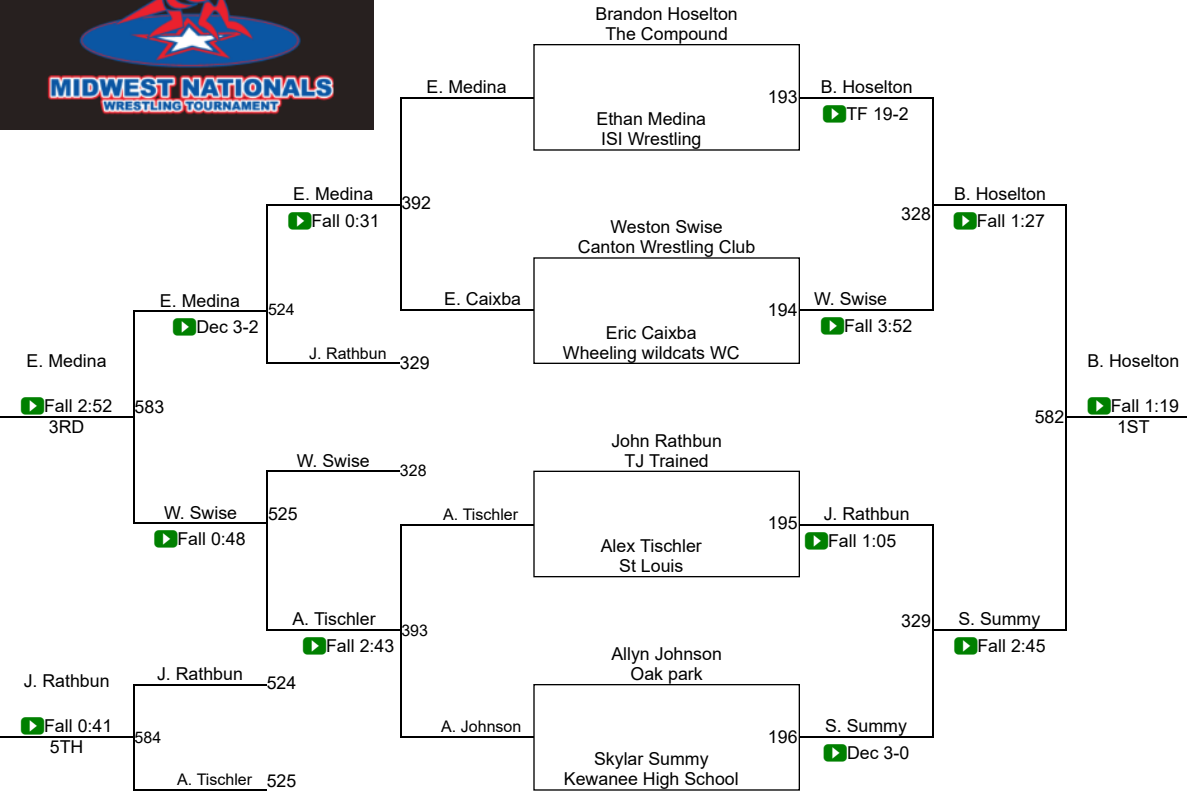 MIDWEST NATIONALS
WRESTLING TOURNAMENT
Brandon Hoselton
The Compound
E. Medina
193
B. Hoselton
TF 19-2
Ethan Medina
ISI Wrestling
E. Medina
392
Fall 0:31
B. Hoselton
328
Fall 1:27
Weston Swise
Canton Wrestling Club
E. Medina
524
Dec 3-2
E. Caixba
194
W. Swise
Fall 3:52
Eric Caixba
Wheeling wildcats WC
J. Rathbun
329
E. Medina
Fall 2:52
3RD
583
B. Hoselton
582
Fall 1:19
1ST
John Rathbun
TJ Trained
W. Swise
328
W. Swise
525
Fall 0:48
A. Tischler
195
J. Rathbun
Fall 1:05
Alex Tischler
St Louis
A. Tischler
393
Fall 2:43
329
S. Summy
Fall 2:45
Allyn Johnson
Oak park
J. Rathbun
J. Rathbun
524
Fall 0:41
5TH
584
A. Johnson
196
S. Summy
Dec 3-0
Skylar Summy
Kewanee High School
A. Tischler
525